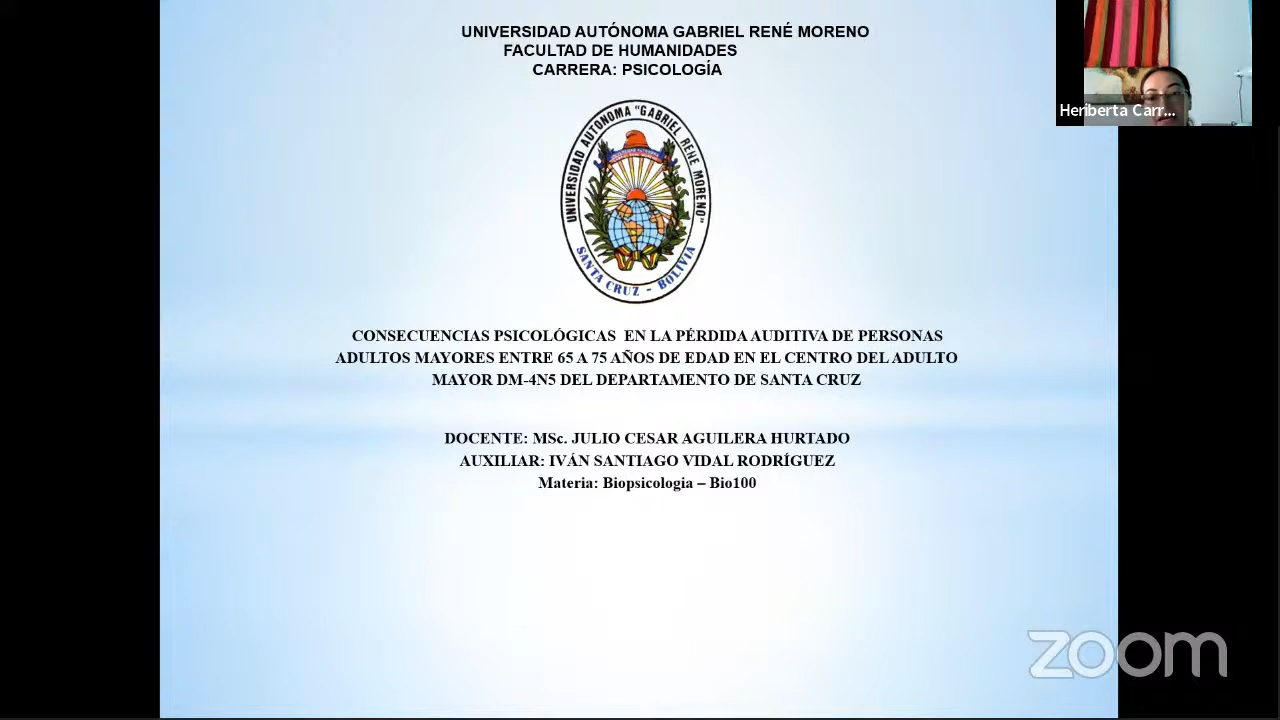 UNIVERSIDAD AUTÓNOMA GABRIEL RENÉ MORENO
FACULTAD DE HUMANIDADES
CARRERA: PSICOLOGÍA
Heriberta Carr...
UNIVERSIDAD AUTONOMA "GABRIEL RENE MORENO"
SANTA CRUZ - BOLIVIA
CONSECUENCIAS PSICOLÓGICAS EN LA PÉRDIDA AUDITIVA DE PERSONAS
ADULTOS MAYORES ENTRE 65 A 75 AÑOS DE EDAD EN EL CENTRO DEL ADULTO
MAYOR DM-4N5 DEL DEPARTAMENTO DE SANTA CRUZ
DOCENTE: MSc. JULIO CESAR AGUILERA HURTADO
AUXILIAR: IVÁN SANTIAGO VIDAL RODRÍGUEZ
Materia: Biopsicologia – Bio100
zoom